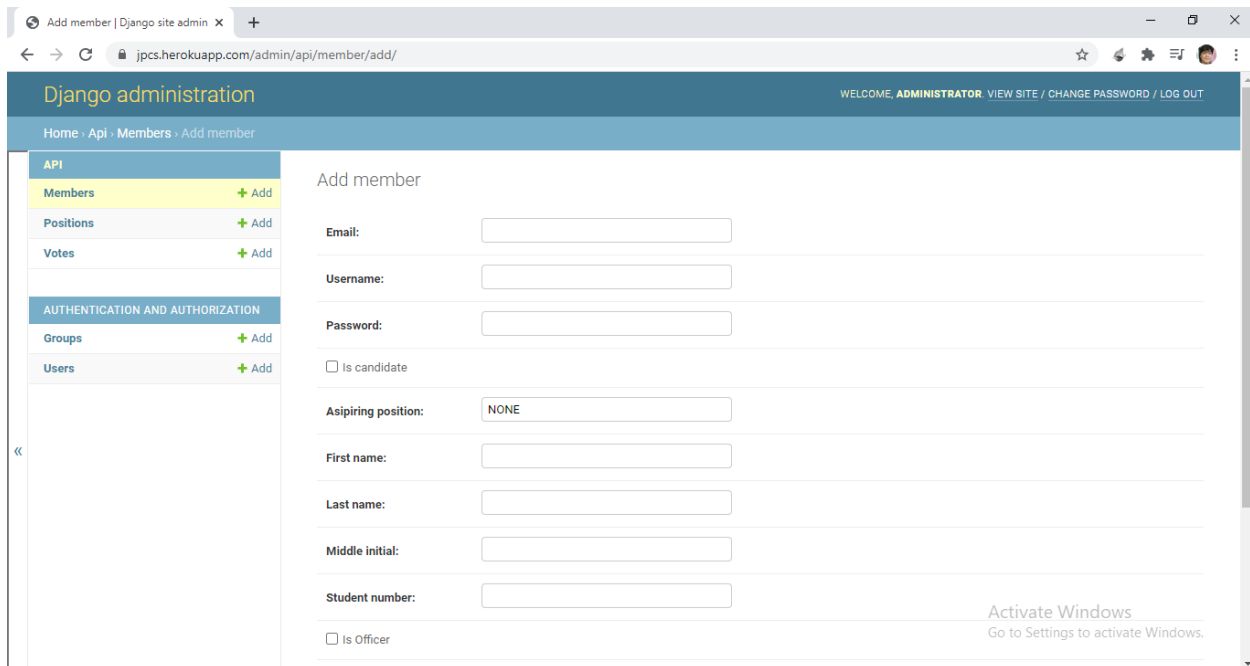 Add member | Django site admin
jpcs.herokuapp.com/admin/api/member/add/
Django administration
WELCOME, ADMINISTRATOR. VIEW SITE / CHANGE PASSWORD / LOG OUT
Home › Api › Members › Add member
API
Members + Add
Positions + Add
Votes + Add
AUTHENTICATION AND AUTHORIZATION
Groups + Add
Users + Add
«
Add member
Email:
Username:
Password:
Is candidate
Asipiring position: NONE
First name:
Last name:
Middle initial:
Student number:
Is Officer
Activate Windows
Go to Settings to activate Windows.